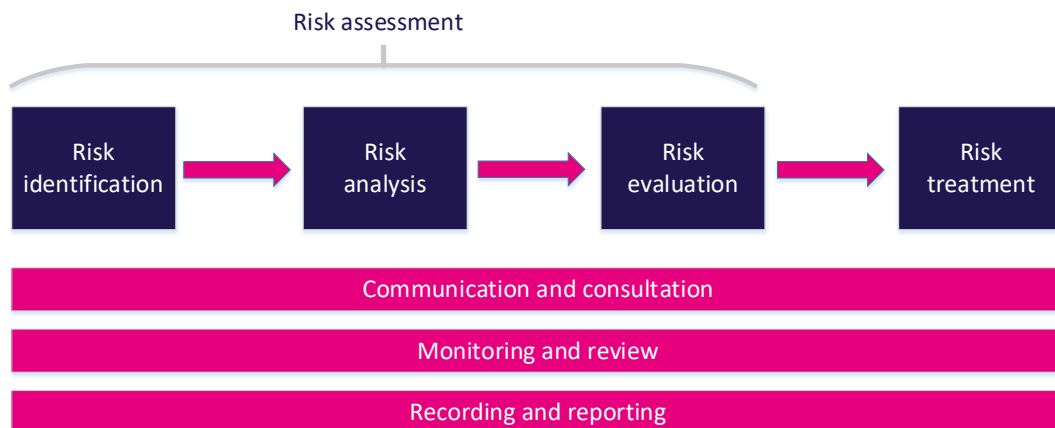 Risk assessment
Risk
identification
Risk
analysis
Risk
evaluation
Risk
treatment
Communication and consultation
Monitoring and review
Recording and reporting